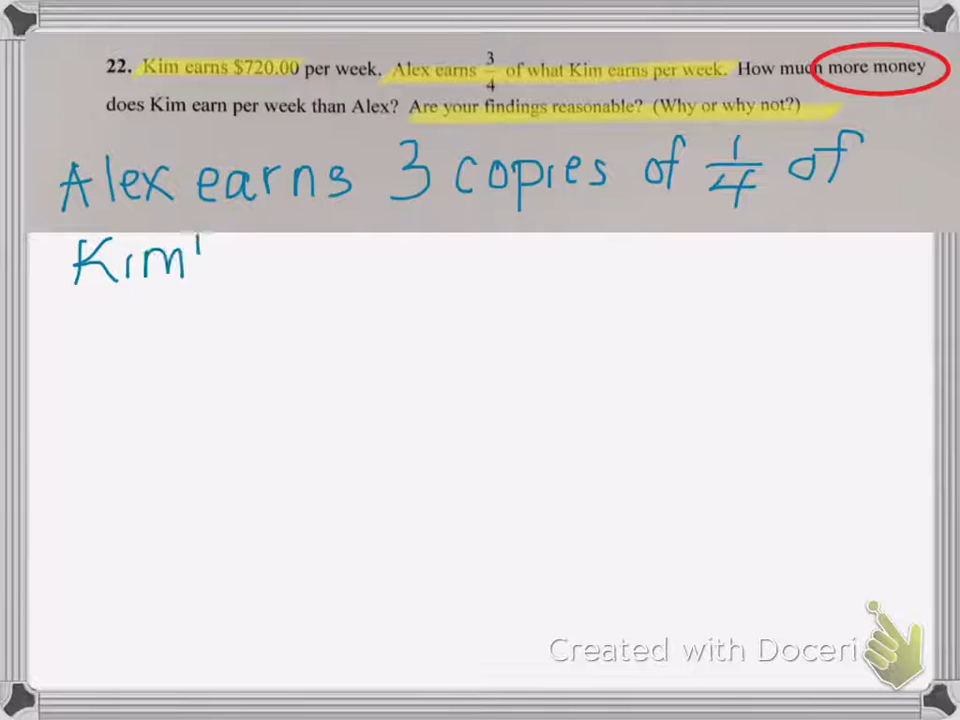 22. Kim earns $720.00 per week. Alex earns 3/4 of what Kim earns per week. How much more money
does Kim earn per week than Alex? Are your findings reasonable? (Why or why not?)
Alex earns 3 copies of 1/4 of
Kim'
Created with Doceri